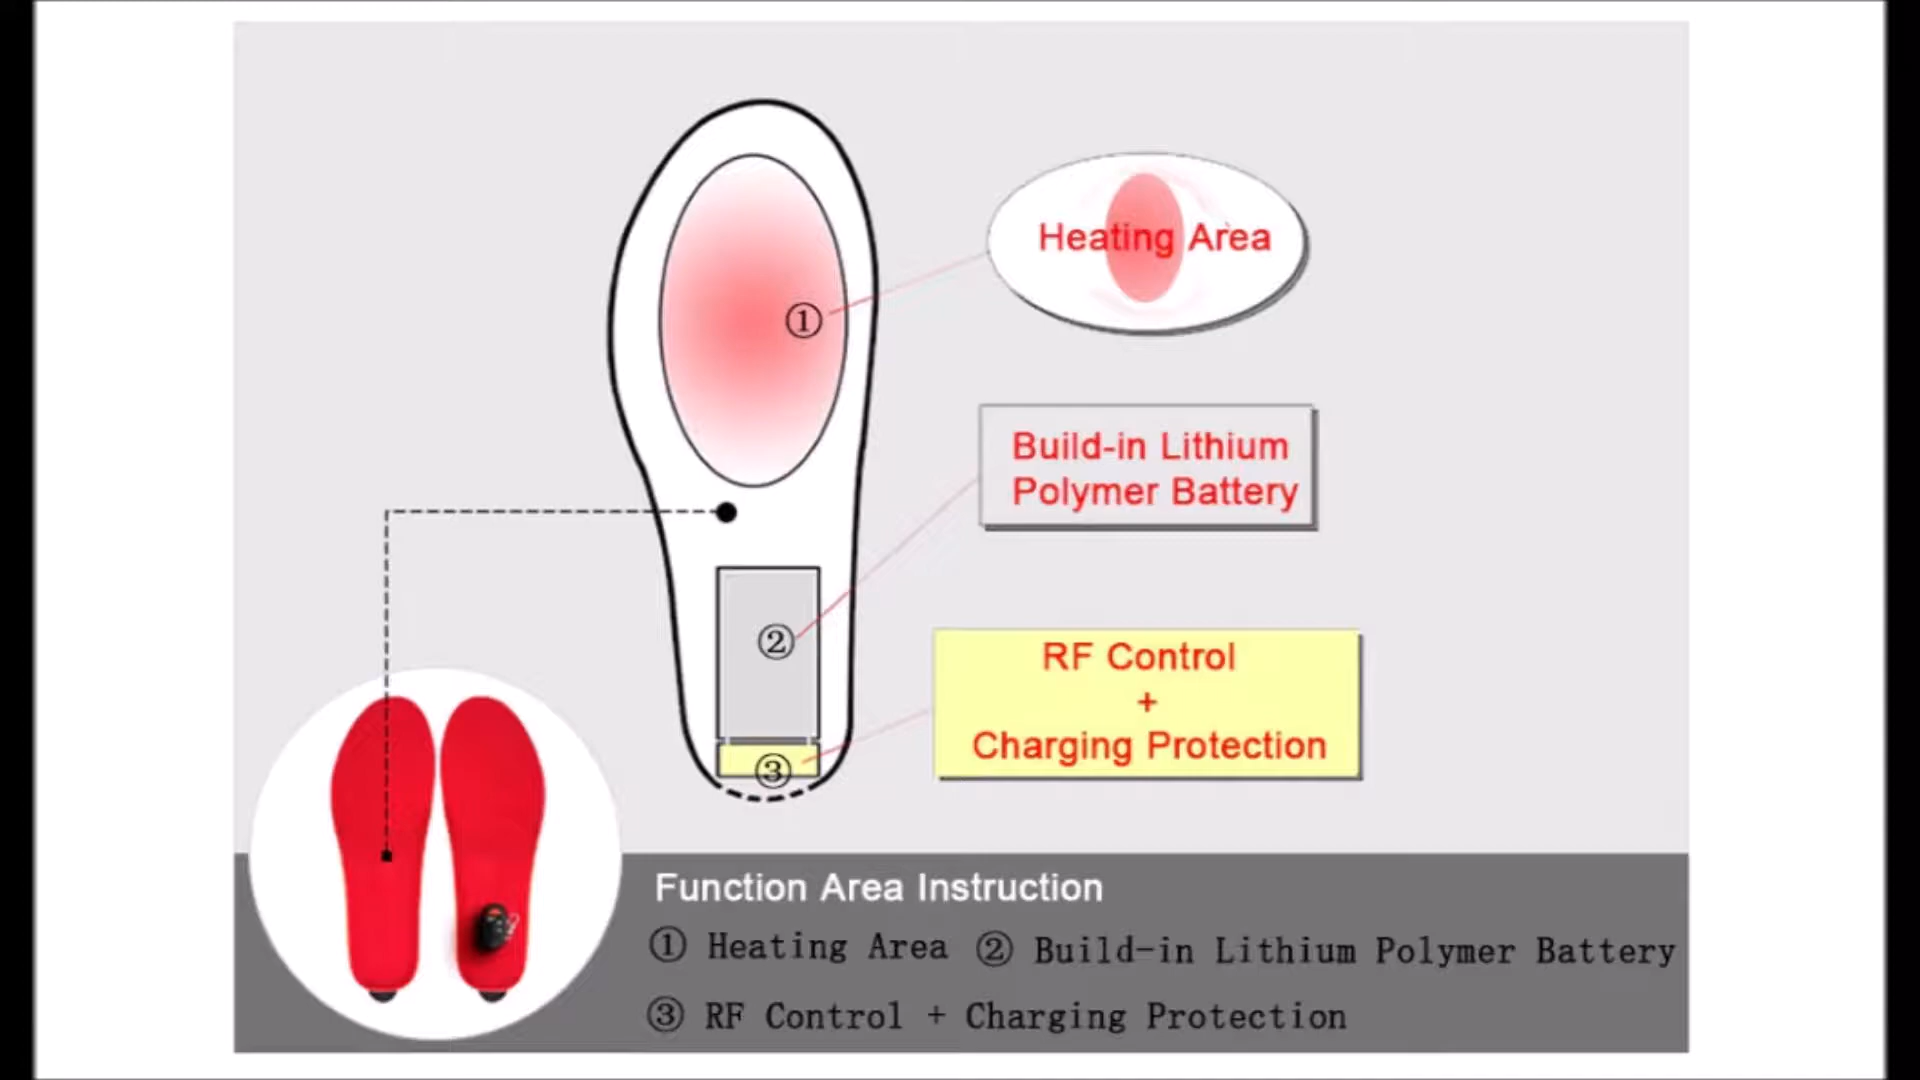 Heating Area
①
Build-in Lithium
Polymer Battery
②
RF Control
+
Charging Protection
③
Function Area Instruction
① Heating Area ② Build-in Lithium Polymer Battery
③ RF Control + Charging Protection